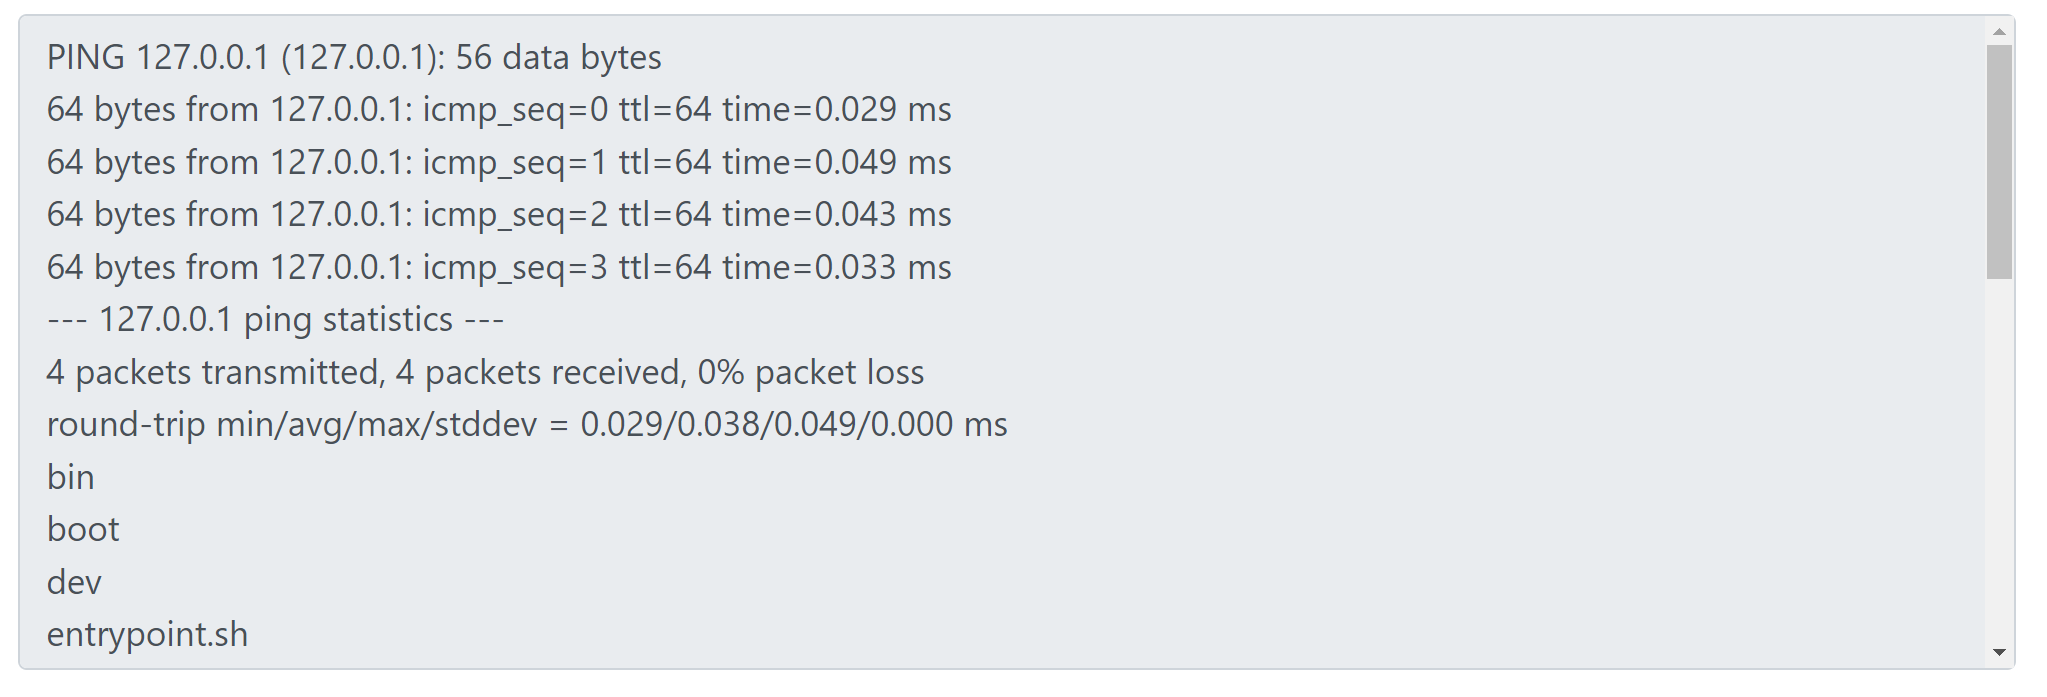 PING 127.0.0.1 (127.0.0.1): 56 data bytes
64 bytes from 127.0.0.1: icmp_seq=0 ttl=64 time=0.029 ms
64 bytes from 127.0.0.1: icmp_seq=1 ttl=64 time=0.049 ms
64 bytes from 127.0.0.1: icmp_seq=2 ttl=64 time=0.043 ms
64 bytes from 127.0.0.1: icmp_seq=3 ttl=64 time=0.033 ms
--- 127.0.0.1 ping statistics ---
4 packets transmitted, 4 packets received, 0% packet loss
round-trip min/avg/max/stddev = 0.029/0.038/0.049/0.000 ms
bin
boot
dev
entrypoint.sh